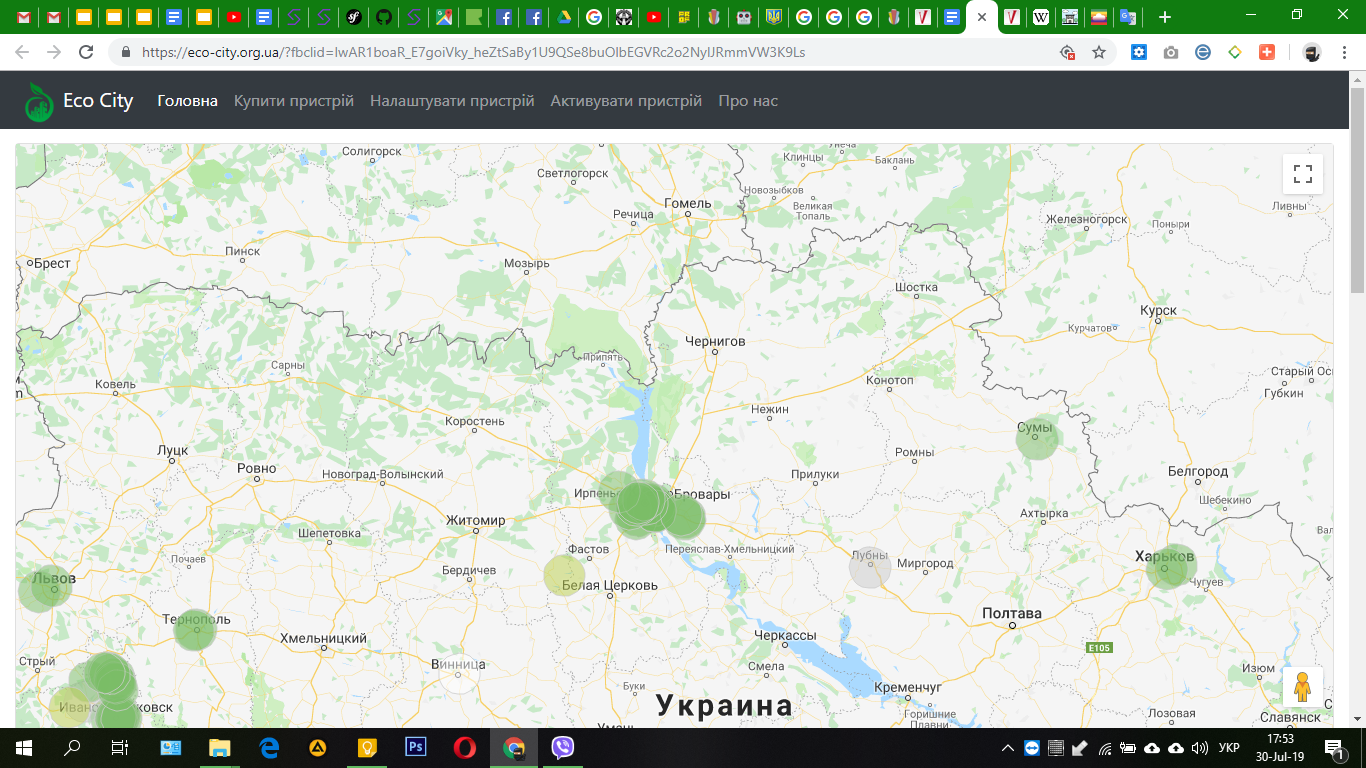 https://eco-city.org.ua/?fbclid=IwAR1boaR_E7goiVky_heZtSaBy1U9QSe8buOIbEGVRc2o2NylJRmmVW3K9Ls
Eco City Головна Купити пристрій Налаштувати пристрій Активувати пристрій Про нас
Солигорск
Унеча
Клинцы
Баклань
Светлогорск
Новозыбков
Гомель
Великая
Топаль
Ливны
Речица
Железногорск
Поныри
Пинск
Брест
Мозырь
Шостка
Курск
Курчатов
Чернигов
Припять
Сарны
Старый Ос
Ковель
Конотоп
Губкин
Нежин
Коростень
Сумы
Луцк
Ромны
Ровно
Новоград-Волынский
Прилуки
Белгород
Ирпень
Бровары
Шебекино
Ахтырка
Житомир
Шепетовка
Фастов
Переяслав-Хмельницкий
Лубны
Харьков
Почаев
Миргород
Бердичев
Львов
Белая Церковь
Чугуев
Полтава
Тернополь
Черкассы
Хмельницкий
E105
Стрый
Винница
Смела
Изюм
Буки
Кременчуг
Украина
Горишние
Плавни
Лозовая
Славянск
Умань
17:53
УКР
30-Jul-19
1